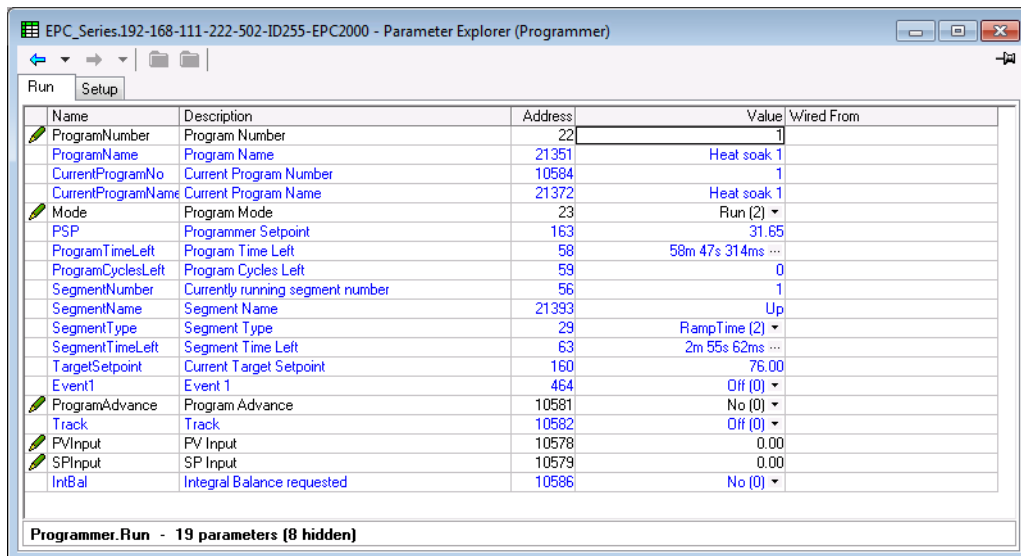 EPC_Series.192-168-111-222-502-ID255-EPC2000 - Parameter Explorer (Programmer)
Run Setup
Name Description Address Value Wired From
ProgramNumber Program Number 22 1
ProgramName Program Name 21351 Heat soak 1
CurrentProgramNo Current Program Number 10584 1
CurrentProgramName Current Program Name 21372 Heat soak 1
Mode Program Mode 23 Run (2)
PSP Programmer Setpoint 163 31.65
ProgramTimeLeft Program Time Left 58 58m 47s 314ms ...
ProgramCyclesLeft Program Cycles Left 59 0
SegmentNumber Currently running segment number 56 1
SegmentName Segment Name 21393 Up
SegmentType Segment Type 29 RampTime (2)
SegmentTimeLeft Segment Time Left 63 2m 55s 62ms ...
TargetSetpoint Current Target Setpoint 160 76.00
Event1 Event 1 464 Off (0)
ProgramAdvance Program Advance 10581 No (0)
Track Track 10582 Off (0)
PVInput PV Input 10578 0.00
SPInput SP Input 10579 0.00
IntBal Integral Balance requested 10586 No (0)
Programmer.Run - 19 parameters (8 hidden)